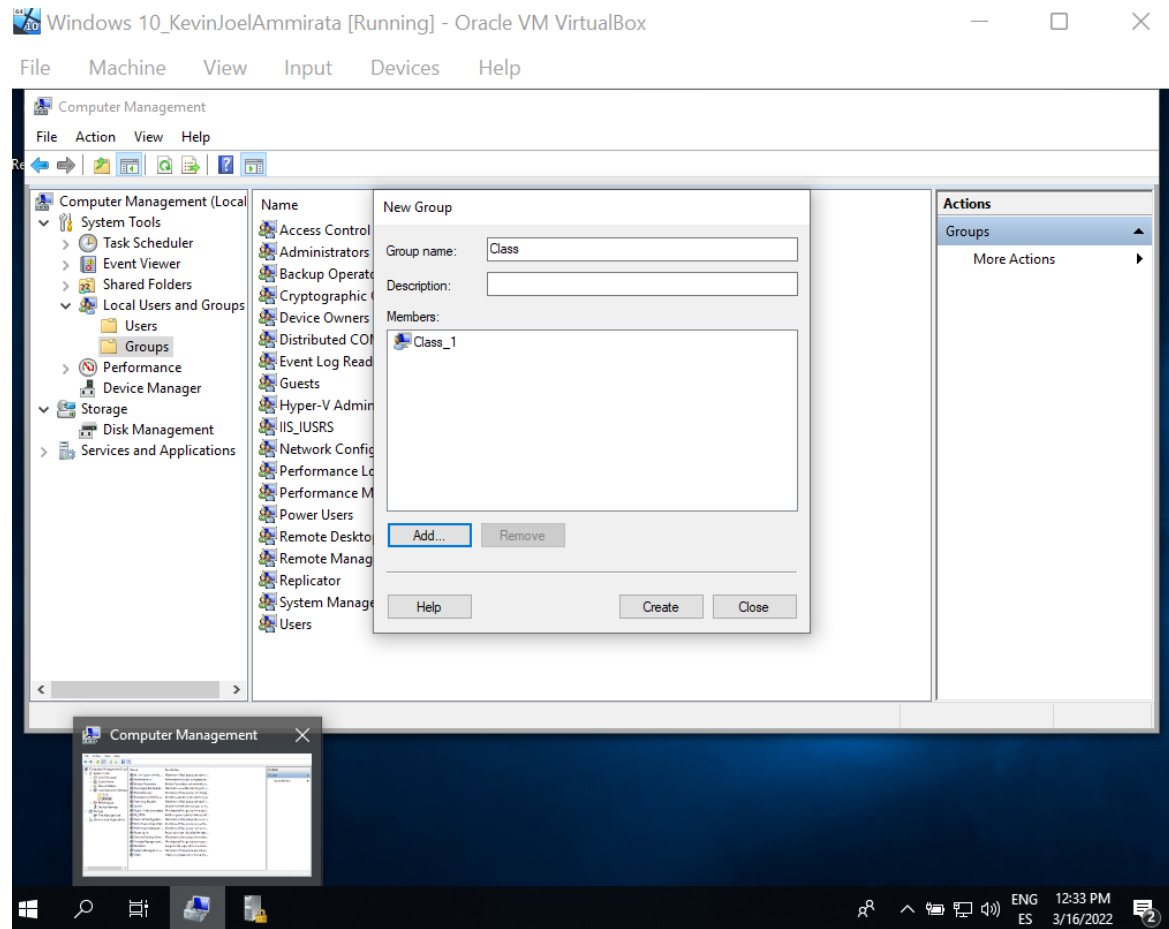 Windows 10_KevinJoelAmmirata [Running] - Oracle VM VirtualBox
File Machine View Input Devices Help
Computer Management
File Action View Help
Computer Management (Local
System Tools
Task Scheduler
Event Viewer
Shared Folders
Local Users and Groups
Users
Groups
Performance
Device Manager
Storage
Disk Management
Services and Applications
Name
Access Control
Administrators
Backup Operato
Cryptographic
Device Owners
Distributed COM
Event Log Read
Guests
Hyper-V Admin
IIS_IUSRS
Network Config
Performance Lo
Performance M
Power Users
Remote Desktop
Remote Manag
Replicator
System Manage
Users
New Group
Group name: Class
Description:
Members:
Class_1
Add... Remove
Help Create Close
Actions
Groups
More Actions
Computer Management
ENG 12:33 PM
ES 3/16/2022
2